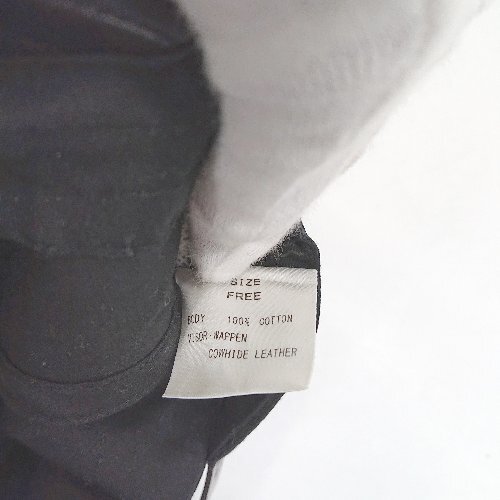 SIZE
FREE
BODY 100% COTTON
VISOR·WAPPEN
COWHIDE LEATHER